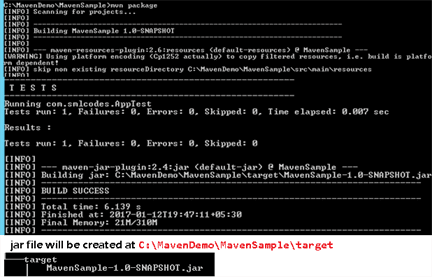 C:\MavenDemo\MavenSample>mvn package
[INFO] Scanning for projects...
[INFO]
[INFO] ------------------------------------------------------------------------
[INFO] Building MavenSample 1.0-SNAPSHOT
[INFO] ------------------------------------------------------------------------
[INFO]
[INFO] --- maven-resources-plugin:2.6:resources (default-resources) @ MavenSample ---
[WARNING] Using platform encoding (Cp1252 actually) to copy filtered resources, i.e. build is platf
orm dependent!
[INFO] skip non existing resourceDirectory C:\MavenDemo\MavenSample\src\main\resources
[INFO]
-------------------------------------------------------
T E S T S
-------------------------------------------------------
Running com.smlcodes.AppTest
Tests run: 1, Failures: 0, Errors: 0, Skipped: 0, Time elapsed: 0.007 sec
Results :
Tests run: 1, Failures: 0, Errors: 0, Skipped: 0
[INFO]
[INFO] --- maven-jar-plugin:2.4:jar (default-jar) @ MavenSample ---
[INFO] Building jar: C:\MavenDemo\MavenSample\target\MavenSample-1.0-SNAPSHOT.jar
[INFO] ------------------------------------------------------------------------
[INFO] BUILD SUCCESS
[INFO] ------------------------------------------------------------------------
[INFO] Total time: 6.139 s
[INFO] Finished at: 2017-01-12T19:47:11+05:30
[INFO] Final Memory: 21M/310M
[INFO] ------------------------------------------------------------------------
jar file will be created at C:\MavenDemo\MavenSample\target
target
MavenSample-1.0-SNAPSHOT.jar